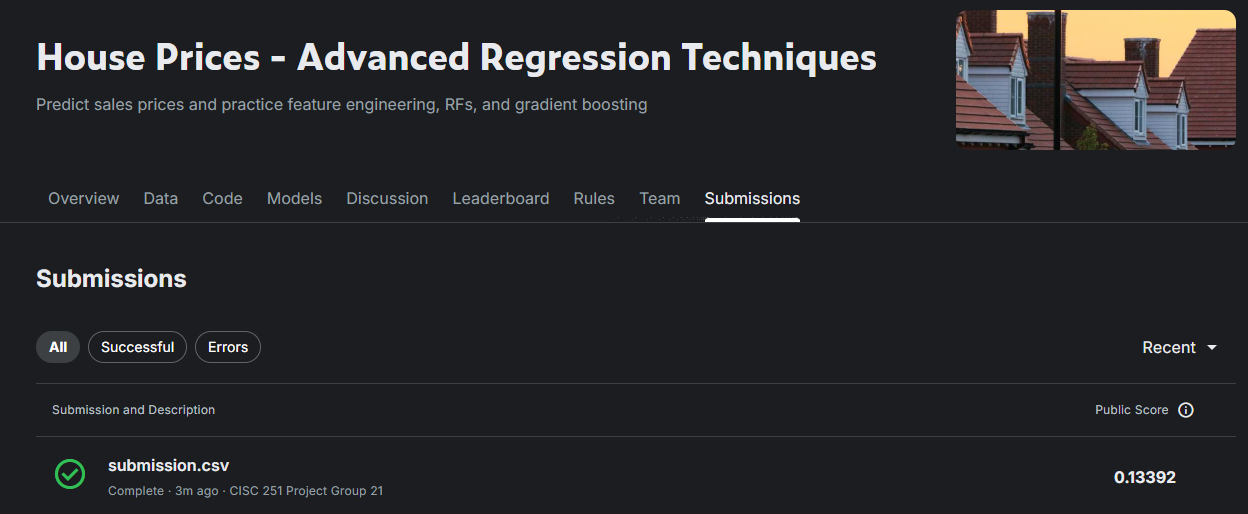 House Prices - Advanced Regression Techniques
Predict sales prices and practice feature engineering, RFs, and gradient boosting
Overview Data Code Models Discussion Leaderboard Rules Team Submissions
Submissions
All Successful Errors Recent
Submission and Description Public Score
submission.csv
Complete · 3m ago · CISC 251 Project Group 21
0.13392